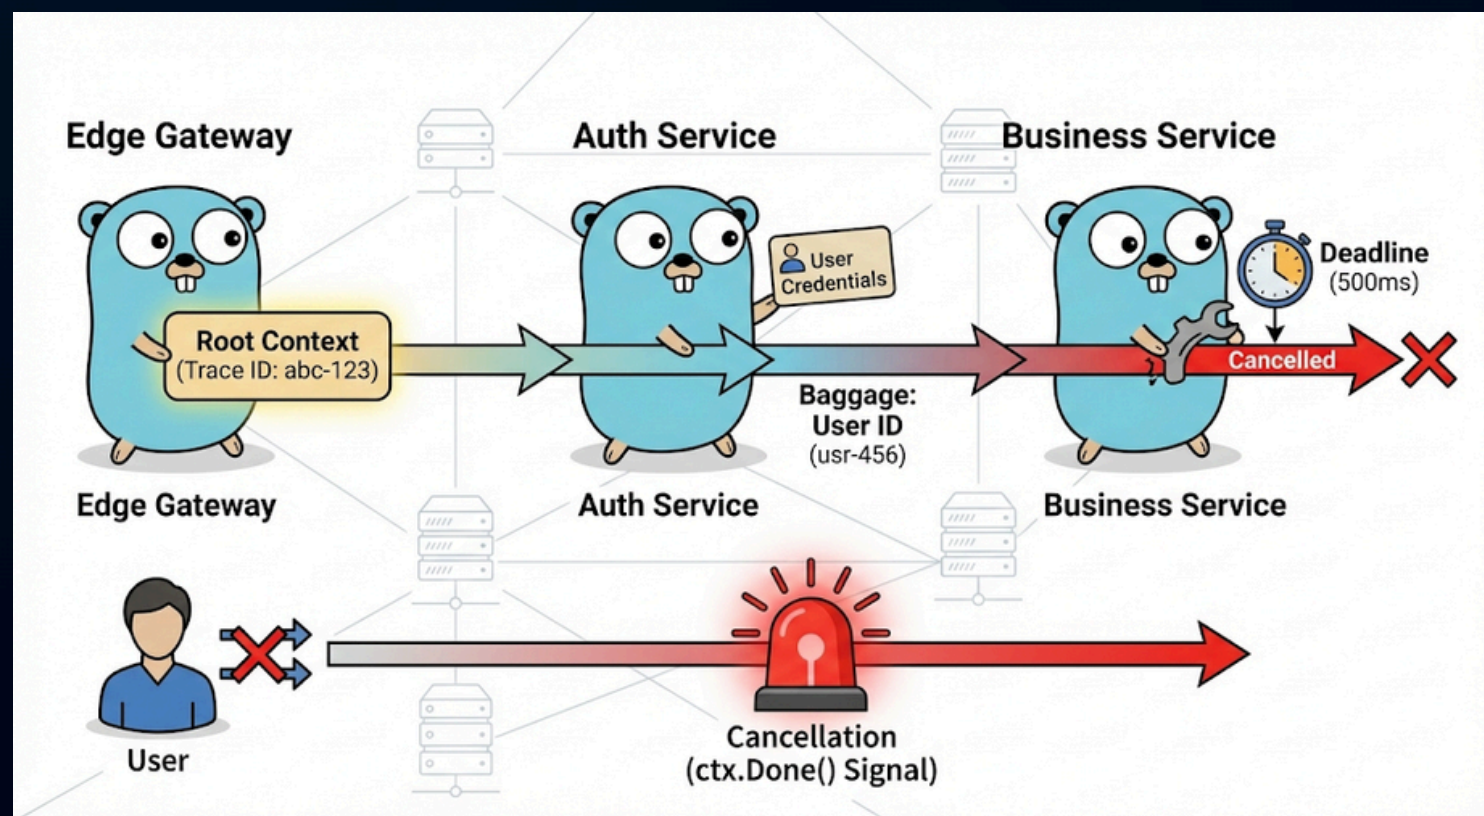 Edge Gateway
Auth Service
Business Service
User
Credentials
Deadline
(500ms)
Root Context
(Trace ID: abc-123)
Cancelled
Baggage:
User ID
(usr-456)
Edge Gateway
Auth Service
Business Service
User
Cancellation
(ctx.Done() Signal)